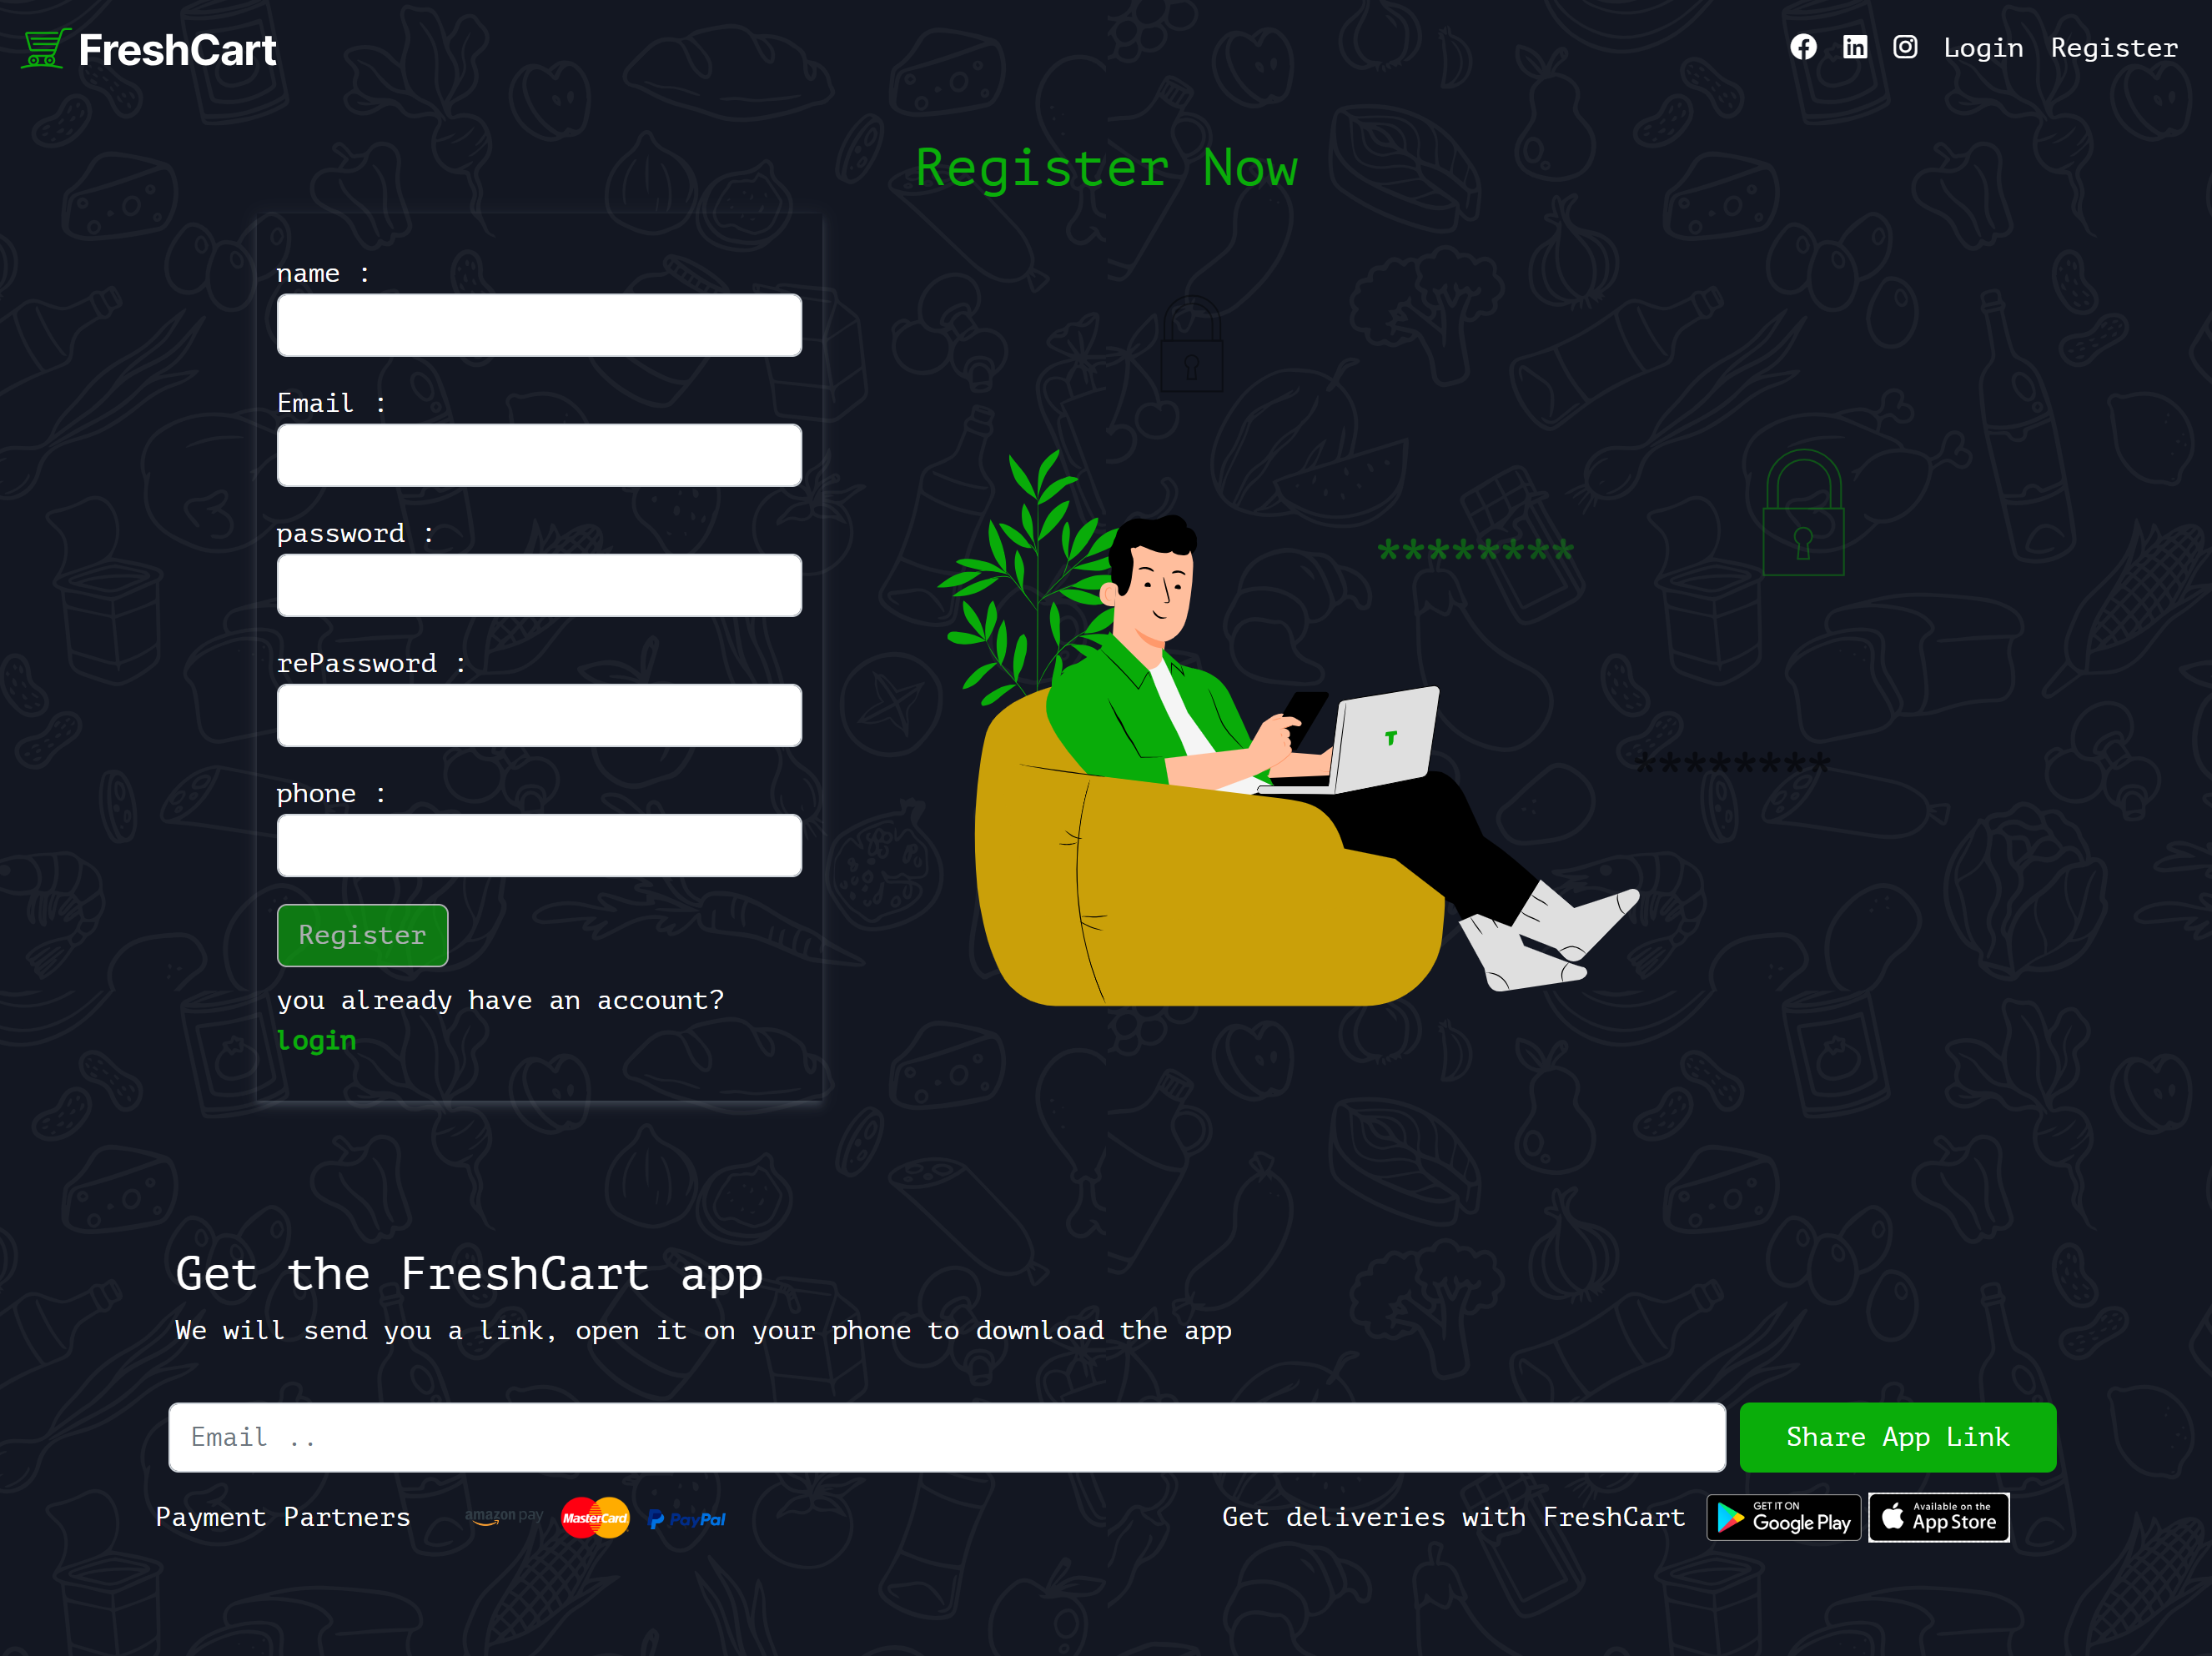 FreshCart
Login Register
Register Now
name :
Email :
password :
rePassword :
phone :
Register
you already have an account?
login
********
********
Get the FreshCart app
We will send you a link, open it on your phone to download the app
Email ..
Share App Link
Payment Partners
amazon pay
MasterCard
PayPal
Get deliveries with FreshCart
GET IT ON
Google Play
Available on the
App Store